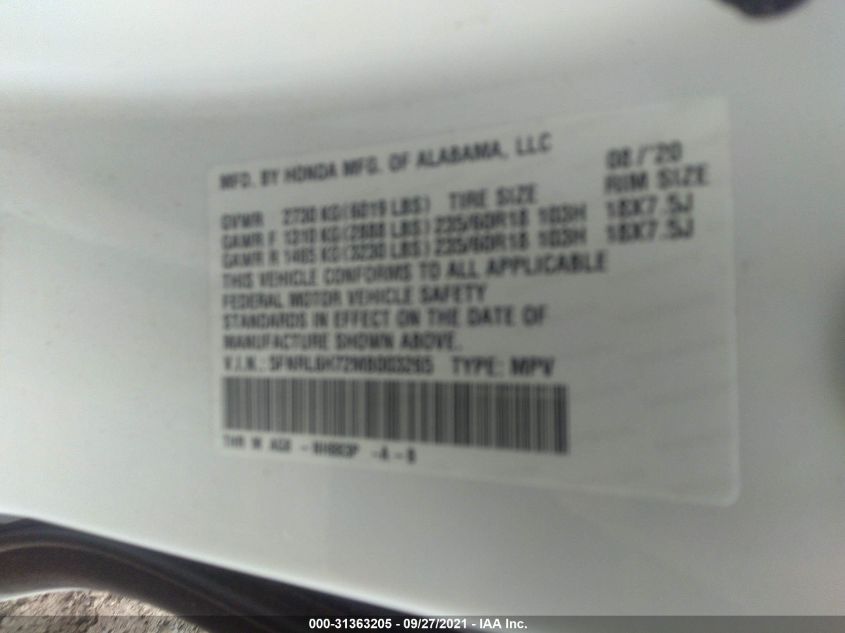 MFD. BY HONDA MFG. OF ALABAMA, LLC 08/'20
GVWR : 2730 KG (6019 LBS) TIRE SIZE RIM SIZE
GAWR F 1310 KG (2888 LBS) 235/60R18 103H 18X7.5J
GAWR R 1465 KG (3230 LBS) 235/60R18 103H 18X7.5J
THIS VEHICLE CONFORMS TO ALL APPLICABLE
FEDERAL MOTOR VEHICLE SAFETY
STANDARDS IN EFFECT ON THE DATE OF
MANUFACTURE SHOWN ABOVE.
V.I.N.: TYPE: MPV
THR W -A-B
000-31363205 - 09/27/2021 - IAA Inc.